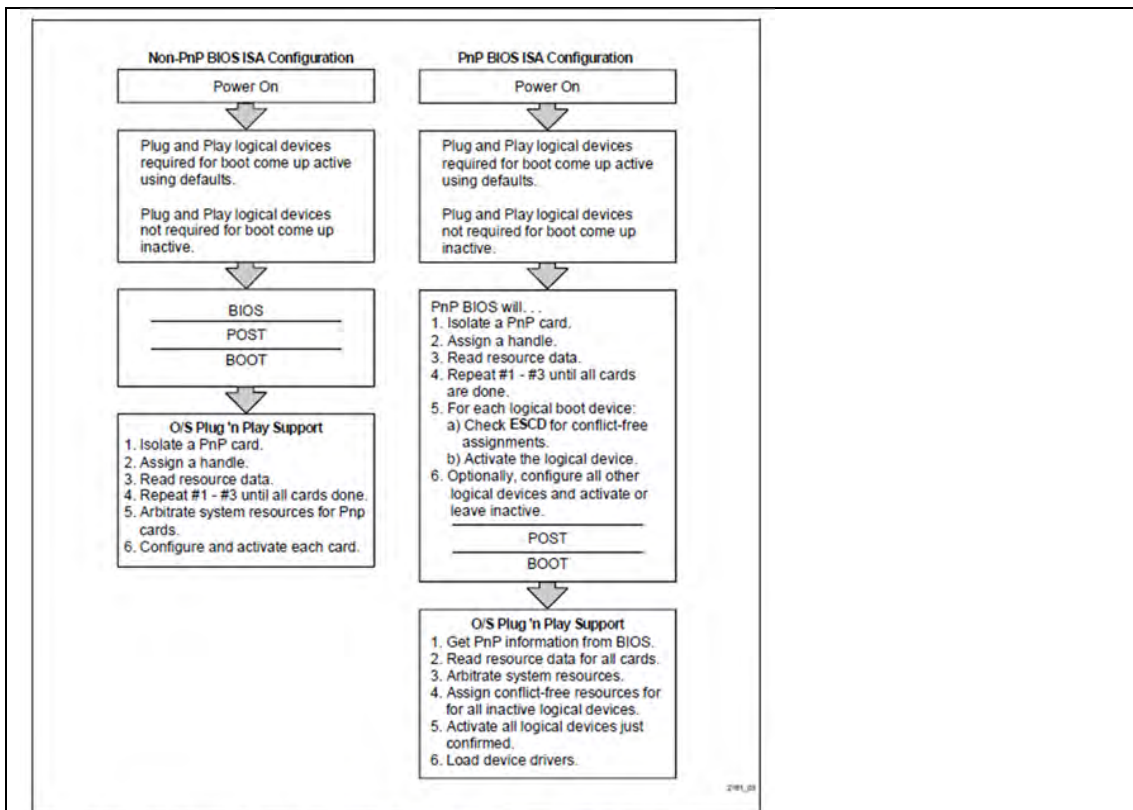 Non-PnP BIOS ISA Configuration
Power On
Plug and Play logical devices
required for boot come up active
using defaults.
Plug and Play logical devices
not required for boot come up
inactive.
BIOS
POST
BOOT
O/S Plug 'n Play Support
1. Isolate a PnP card.
2. Assign a handle.
3. Read resource data.
4. Repeat #1 - #3 until all cards done.
5. Arbitrate system resources for Pnp
cards.
6. Configure and activate each card.
PnP BIOS ISA Configuration
Power On
Plug and Play logical devices
required for boot come up active
using defaults.
Plug and Play logical devices
not required for boot come up
inactive.
PnP BIOS will. . .
1. Isolate a PnP card.
2. Assign a handle.
3. Read resource data.
4. Repeat #1 - #3 until all cards
are done.
5. For each logical boot device:
a) Check ESCD for conflict-free
assignments.
b) Activate the logical device.
6. Optionally, configure all other
logical devices and activate or
leave inactive.
POST
BOOT
O/S Plug 'n Play Support
1. Get PnP information from BIOS.
2. Read resource data for all cards.
3. Arbitrate system resources.
4. Assign conflict-free resources for
for all inactive logical devices.
5. Activate all logical devices just
confirmed.
6. Load device drivers.